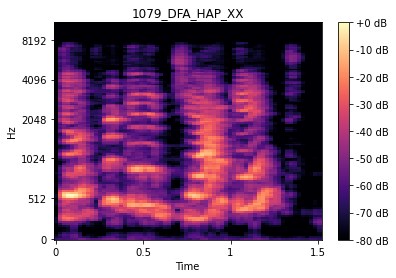 1079_DFA_HAP_XX
+0 dB
8192
-10 dB
4096
-20 dB
-30 dB
2048
-40 dB
Hz
1024
-50 dB
-60 dB
512
-70 dB
0
-80 dB
0
0.5
1
1.5
Time